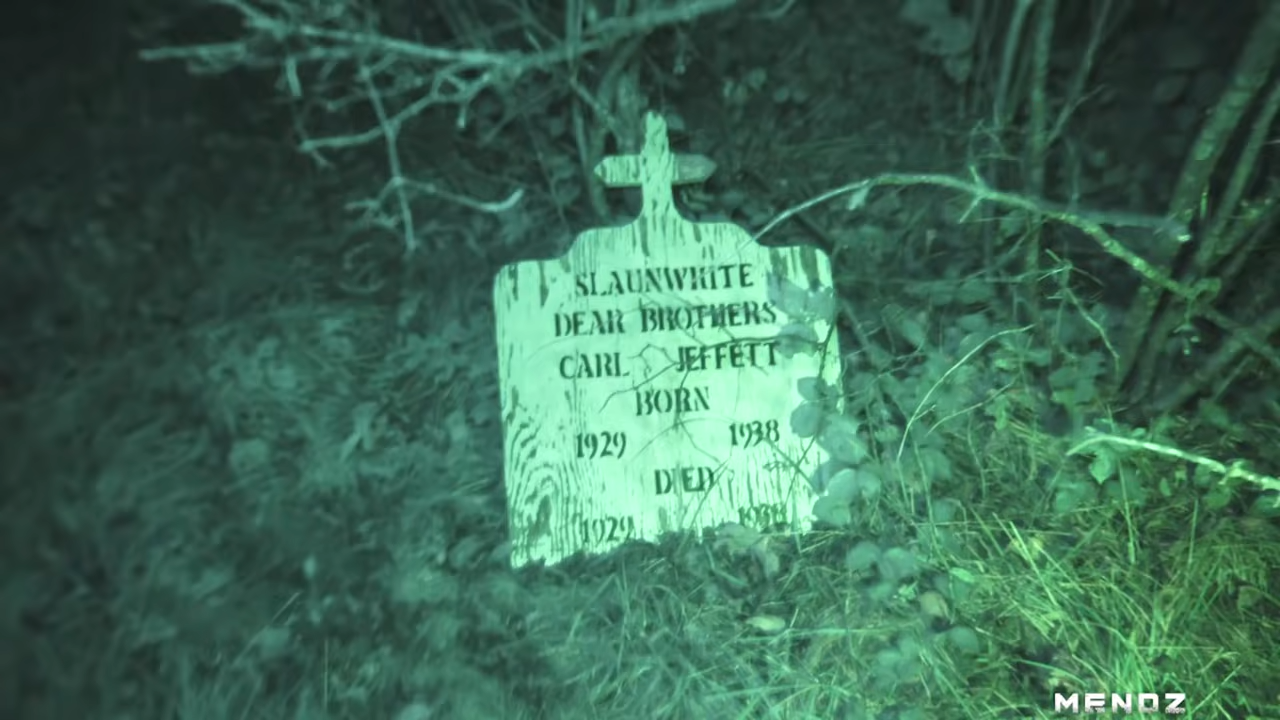 SLAUNWHITE
DEAR BROTHERS
CARL JEFFETT
BORN
1929 1938
DIED
1929 1938
MENDZ